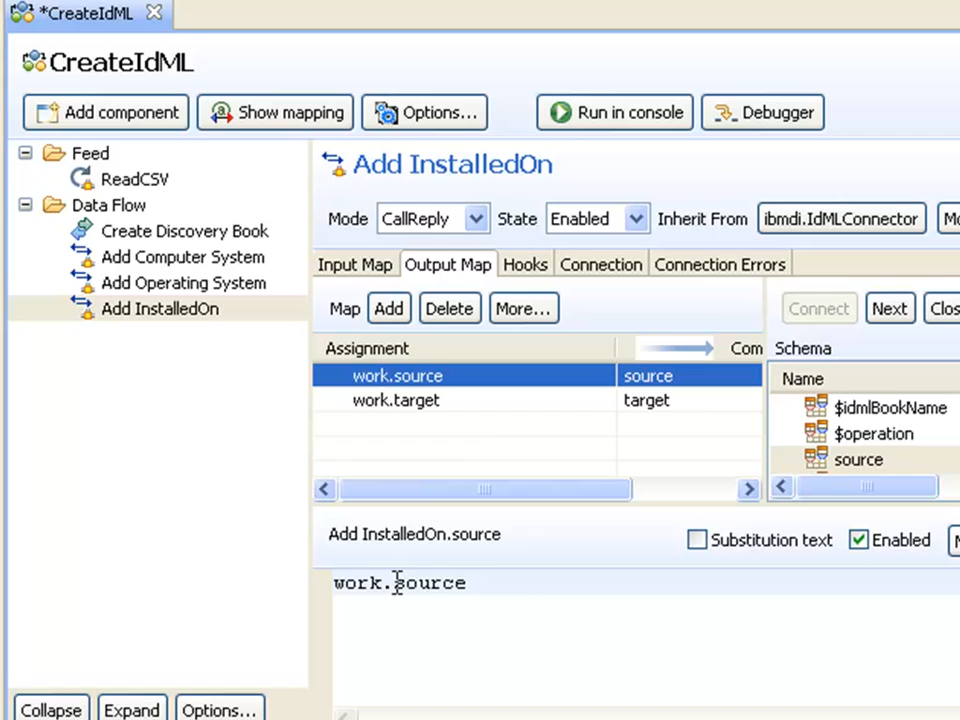 *CreateIdML
CreateIdML
Add component Show mapping Options... Run in console Debugger
Feed
ReadCSV
Data Flow
Create Discovery Book
Add Computer System
Add Operating System
Add InstalledOn
Add InstalledOn
Mode CallReply State Enabled Inherit From ibmdi.IdMLConnector
Input Map Output Map Hooks Connection Connection Errors
Map Add Delete More... Connect Next
Assignment Com Schema
work.source source
work.target target
Name
$idmlBookName
$operation
source
Add InstalledOn.source Substitution text Enabled
work.source
Collapse Expand Options...